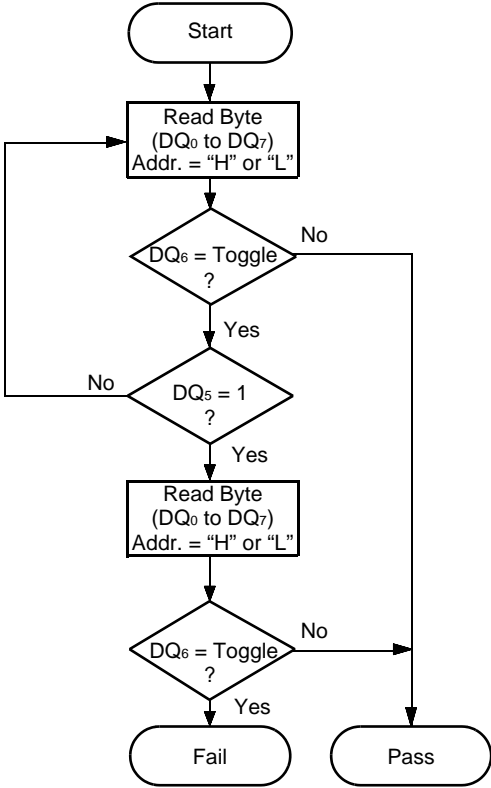 Start
Read Byte
(DQ0 to DQ7)
Addr. = “H” or “L”
DQ6 = Toggle
?
No
Yes
DQ5 = 1
?
No
Yes
Read Byte
(DQ0 to DQ7)
Addr. = “H” or “L”
DQ6 = Toggle
?
No
Yes
Fail
Pass